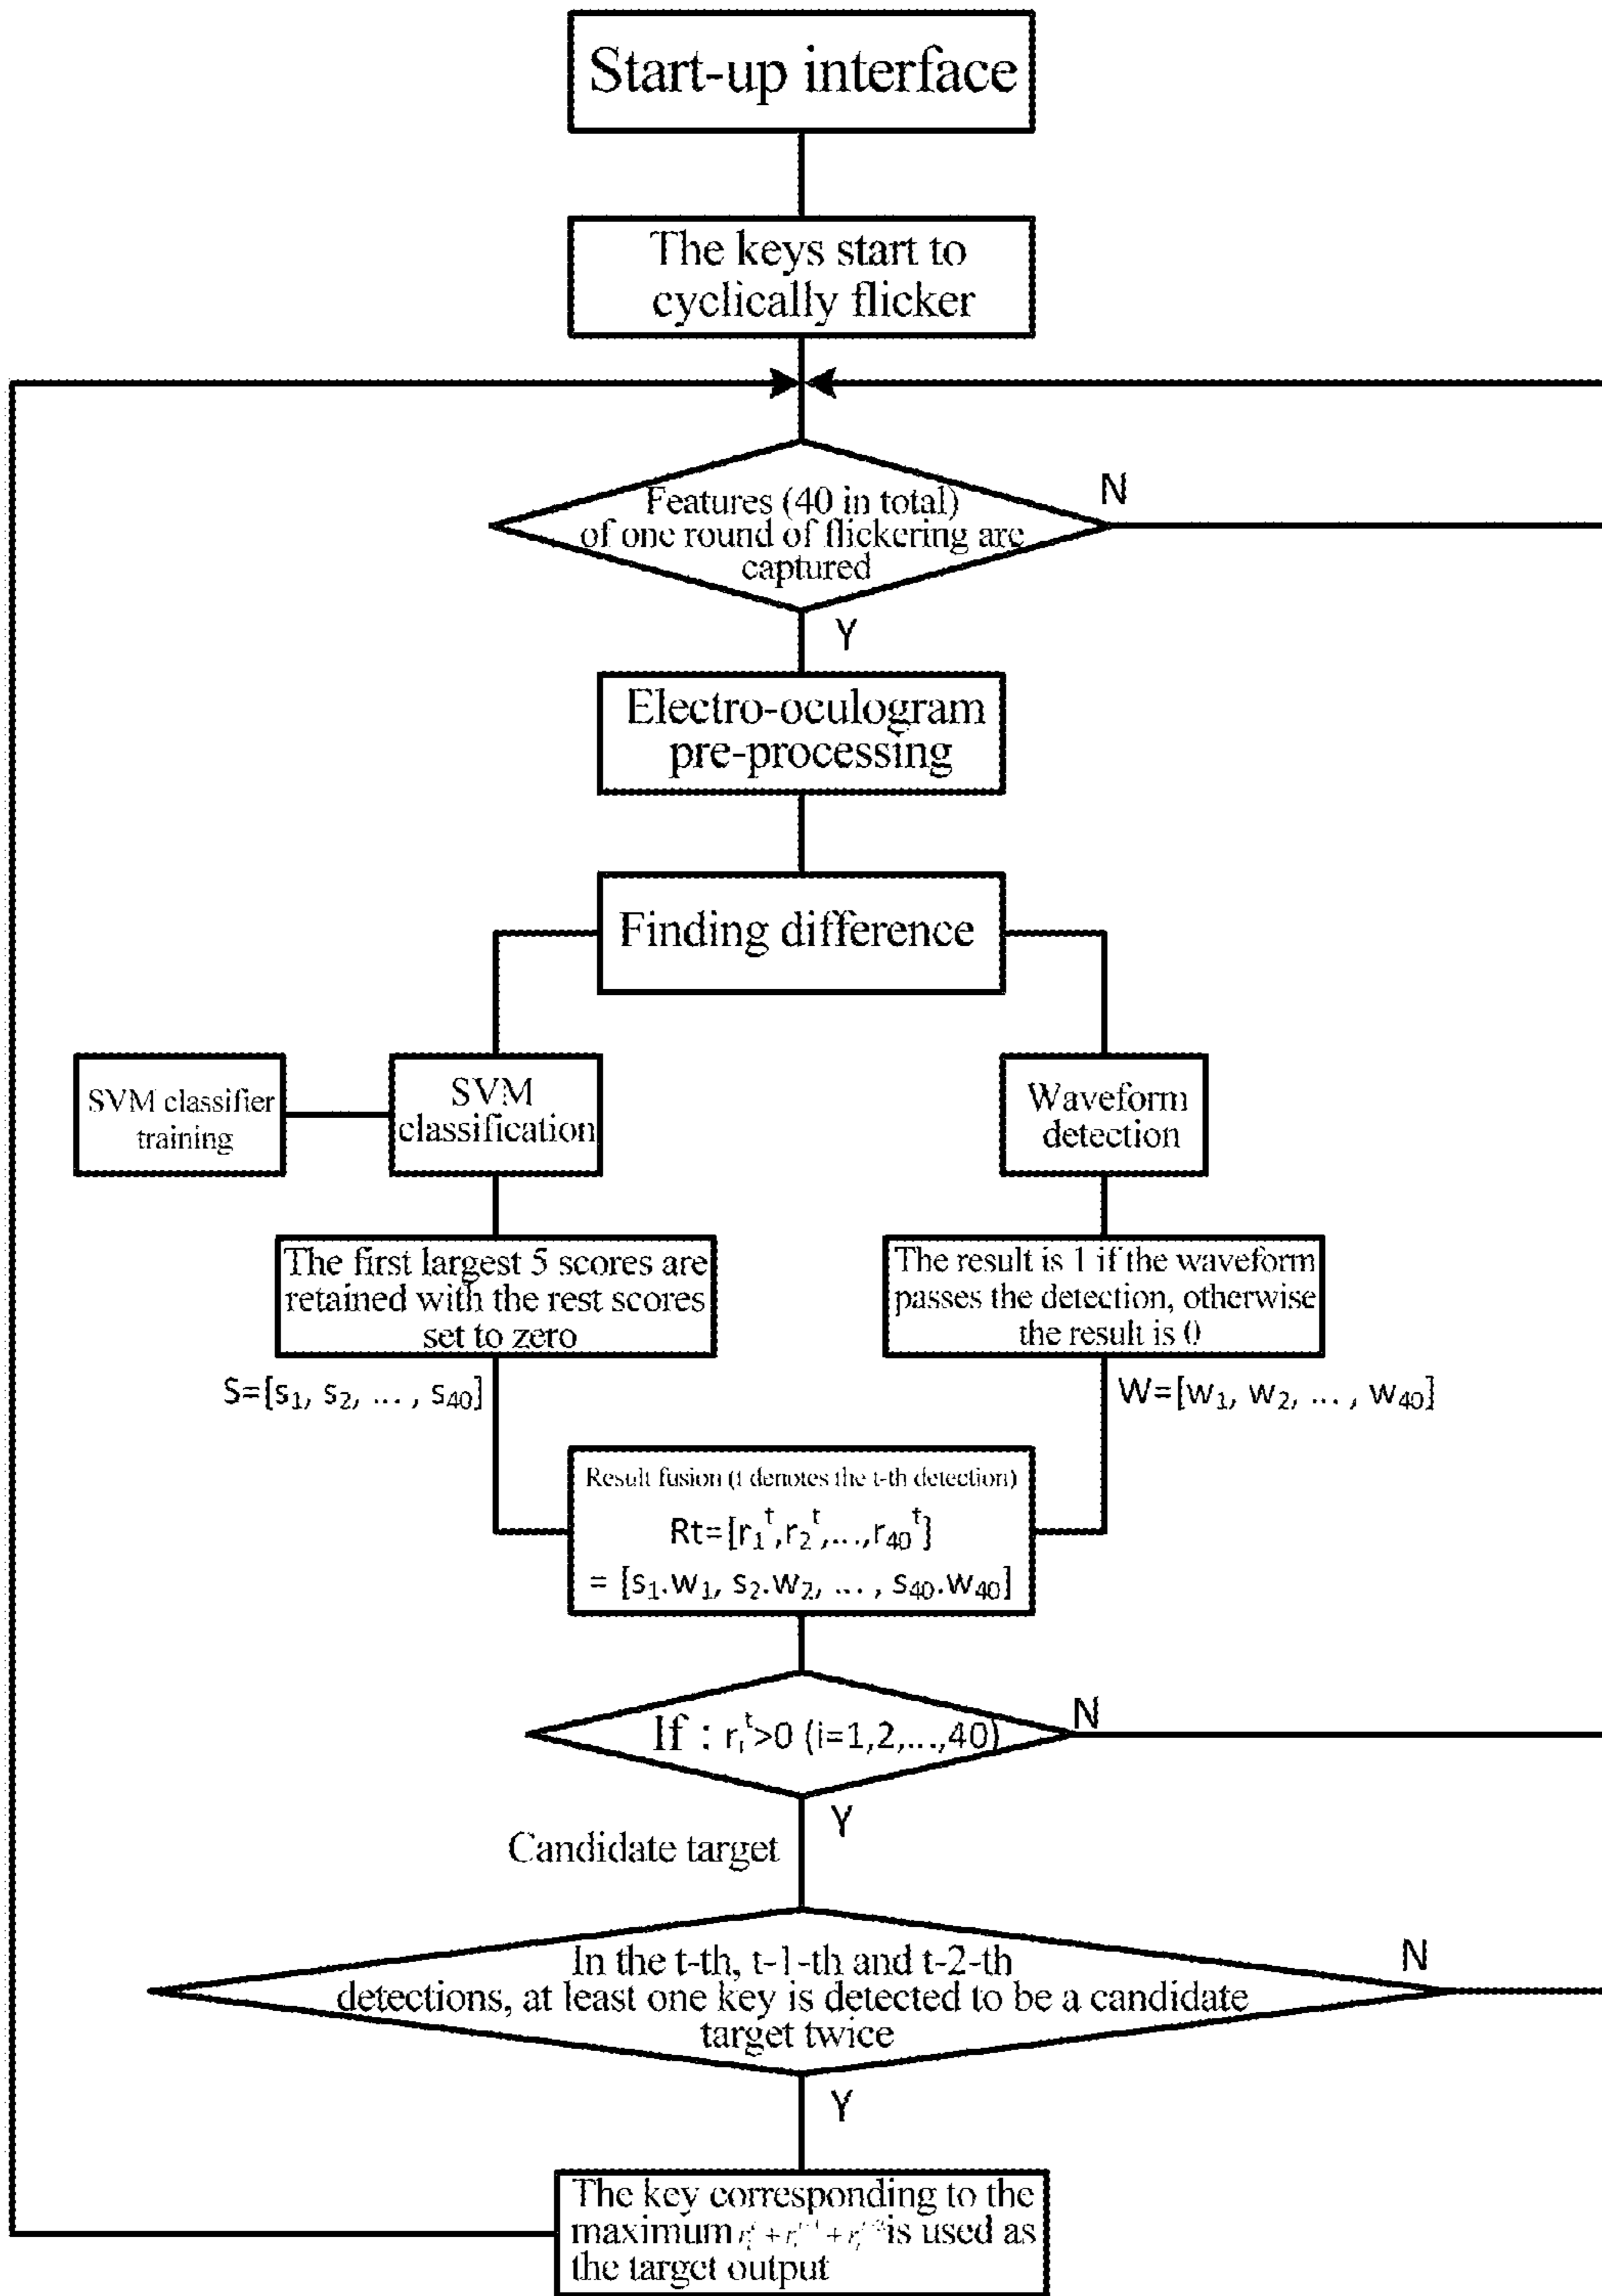 Start-up interface
The keys start to
cyclically flicker
Features (40 in total)
of one round of flickering are
captured
N
Y
Electro-oculogram
pre-processing
Finding difference
SVM classifier
training
SVM
classification
Waveform
detection
The first largest 5 scores are
retained with the rest scores
set to zero
The result is 1 if the waveform
passes the detection, otherwise
the result is 0
S=[s₁, s₂, ... , s₄₀]
W=[w₁, w₂, ... , w₄₀]
Result fusion (t denotes the t-th detection)
Rt=[r₁ᵗ,r₂ᵗ,...,r₄₀ᵗ]
= [s₁.w₁, s₂.w₂, ... , s₄₀.w₄₀]
If : rᵢᵗ>0 (i=1,2,...,40)
N
Y
Candidate target
In the t-th, t-1-th and t-2-th
detections, at least one key is detected to be a candidate
target twice
N
Y
The key corresponding to the
maximum is used as
the target output